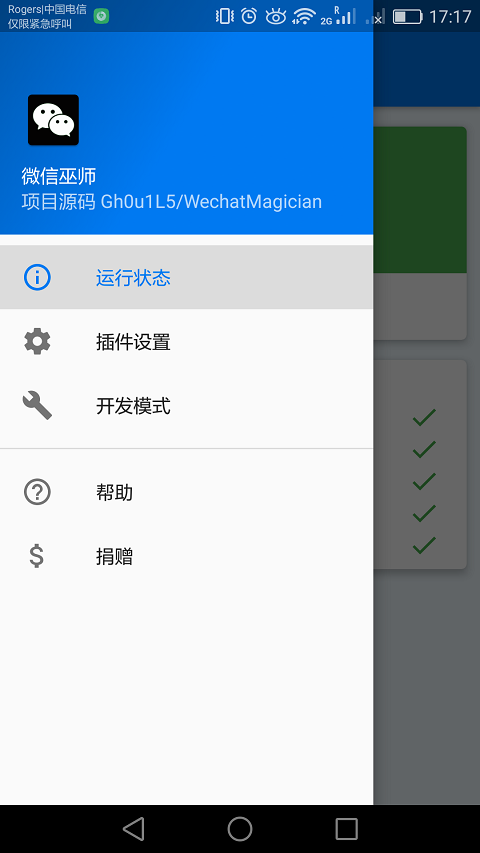 Rogers|中国电信
仅限紧急呼叫
2G R 17:17
微信巫师
项目源码 Gh0u1L5/WechatMagician
运行状态
插件设置
开发模式
帮助
捐赠